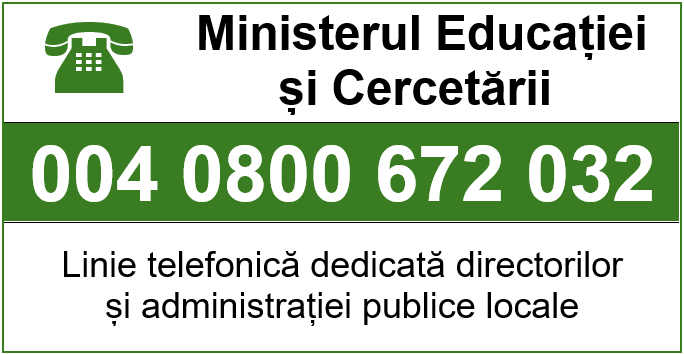 Ministerul Educației
și Cercetării
004 0800 672 032
Linie telefonică dedicată directorilor
și administrației publice locale